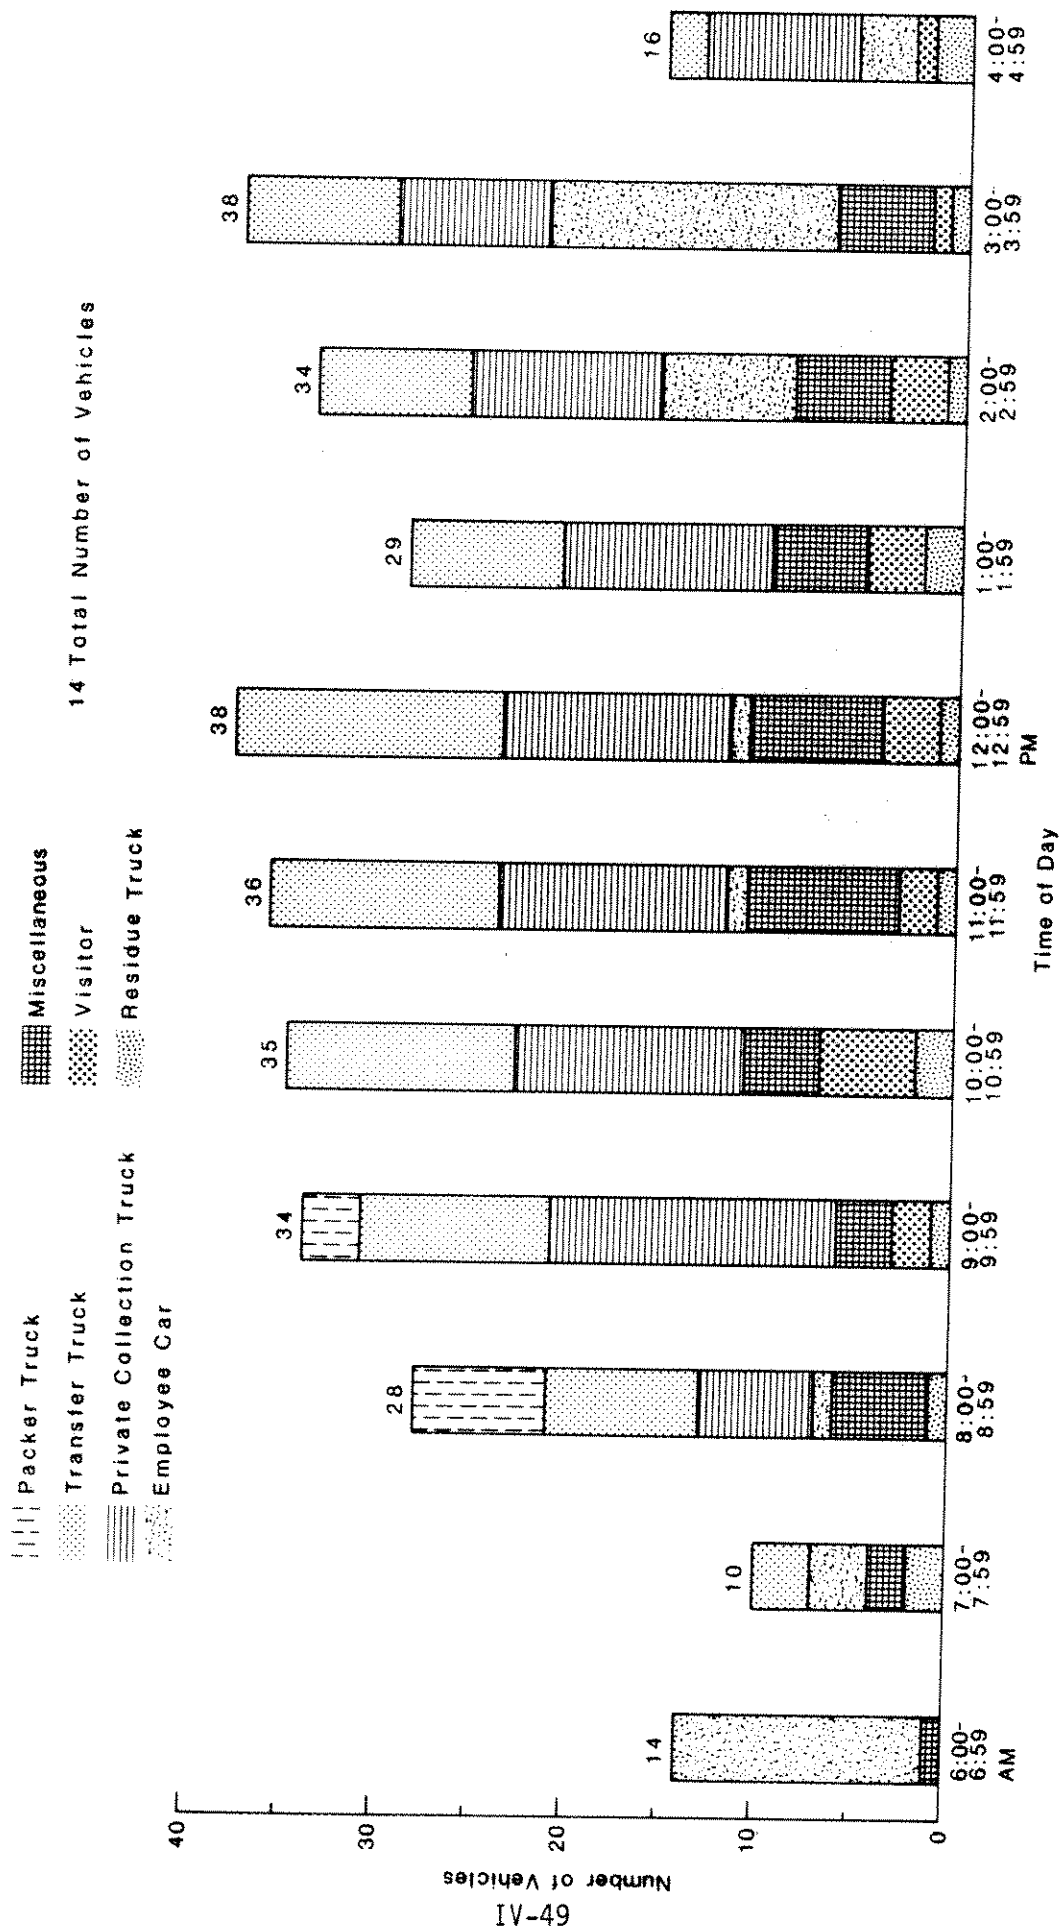 Packer Truck
Transfer Truck
Private Collection Truck
Employee Car
Miscellaneous
Visitor
Residue Truck
14 Total Number of Vehicles
Number of Vehicles
40
30
20
10
0
14
10
28
34
35
36
38
29
34
38
16
6:00-
6:59
AM
7:00-
7:59
8:00-
8:59
9:00-
9:59
10:00-
10:59
11:00-
11:59
12:00-
12:59
PM
1:00-
1:59
2:00-
2:59
3:00-
3:59
4:00-
4:59
Time of Day
IV-49